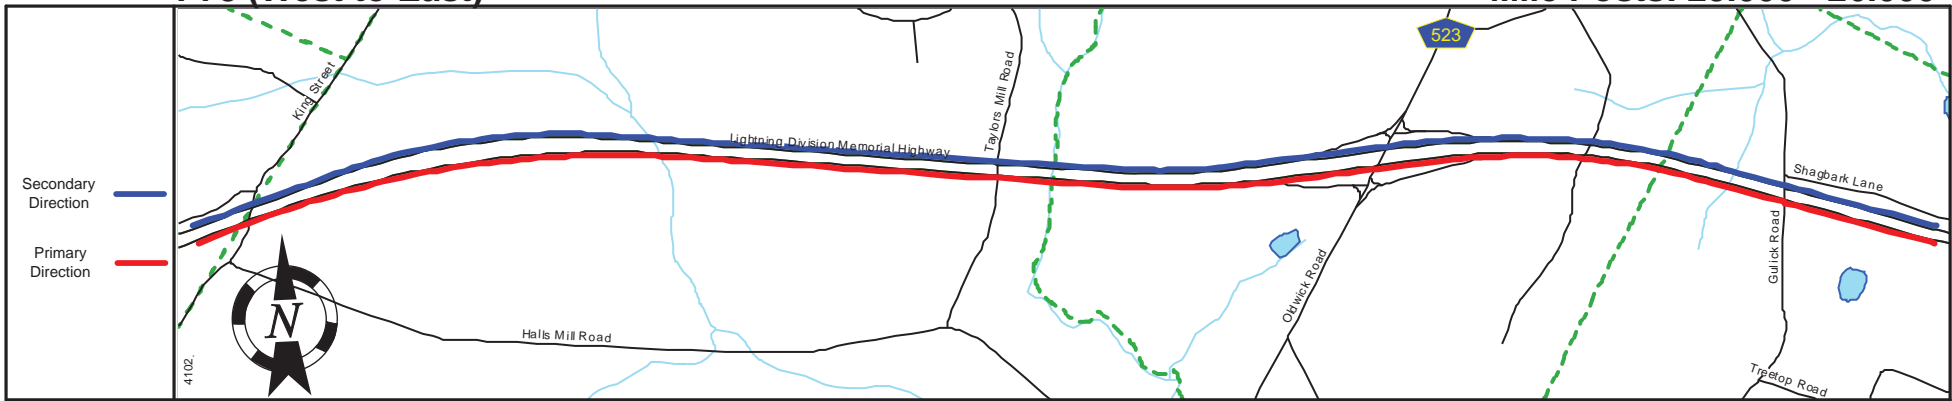 Secondary
Direction
Primary
Direction
King Street
Lightning Division Memorial Highway
Taylors Mill Road
523
Shagbark Lane
Gulick Road
Oldwick Road
Halls Mill Road
N
4102.
Treetop Road